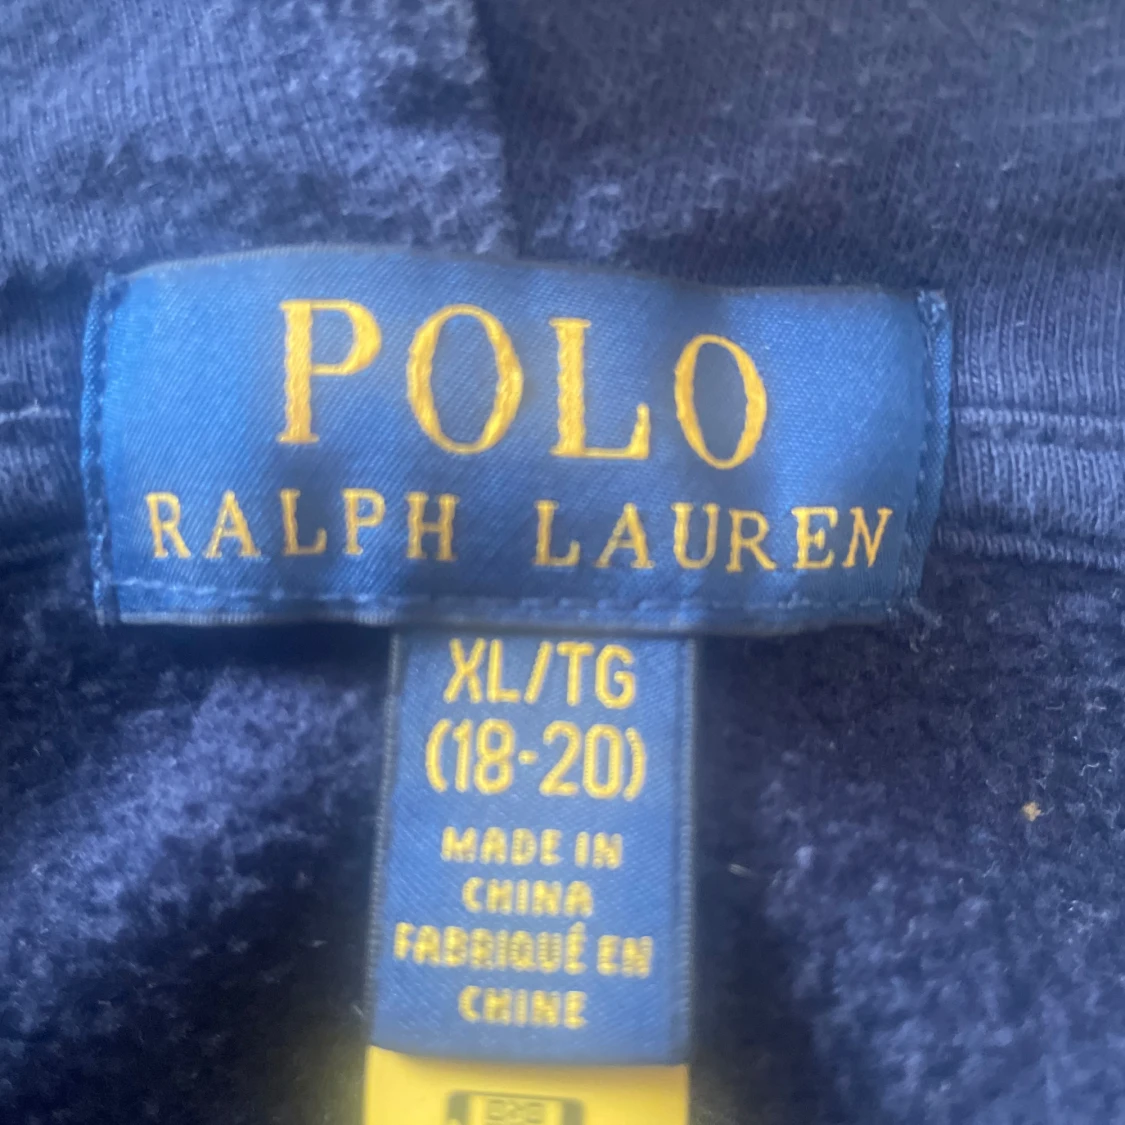 POLO
RALPH LAUREN
XL/TG
(18-20)
MADE IN
CHINA
FABRIQUÉ EN
CHINE